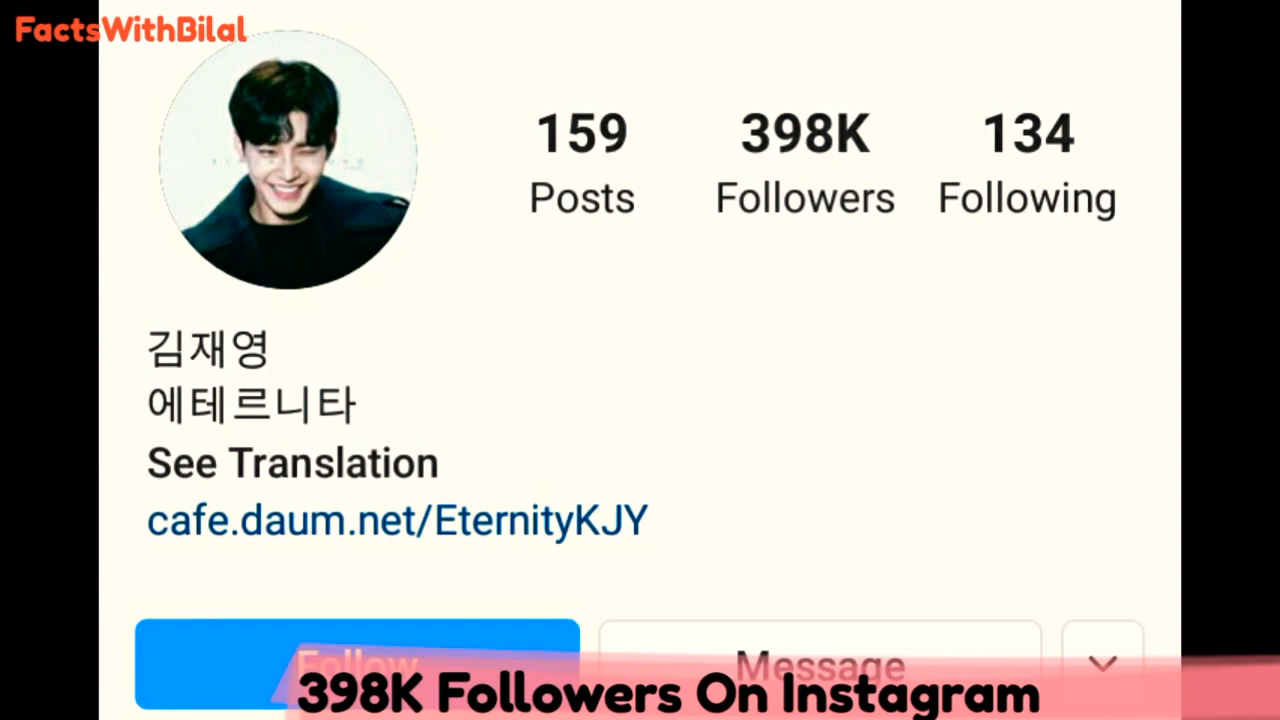 FactsWithBilal
159 398K 134
Posts Followers Following
김재영
에테르니타
See Translation
cafe.daum.net/EternityKJY
Follow Message
398K Followers On Instagram